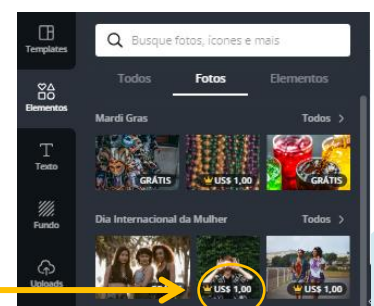 Templates
Busque fotos, ícones e mais
Todos Fotos Elementos
Elementos
Mardi Gras Todos >
Texto
GRÁTIS US$ 1,00 GRÁTIS
Fundo
Dia Internacional da Mulher Todos >
Uploads
US$ 1,00 US$ 1,00